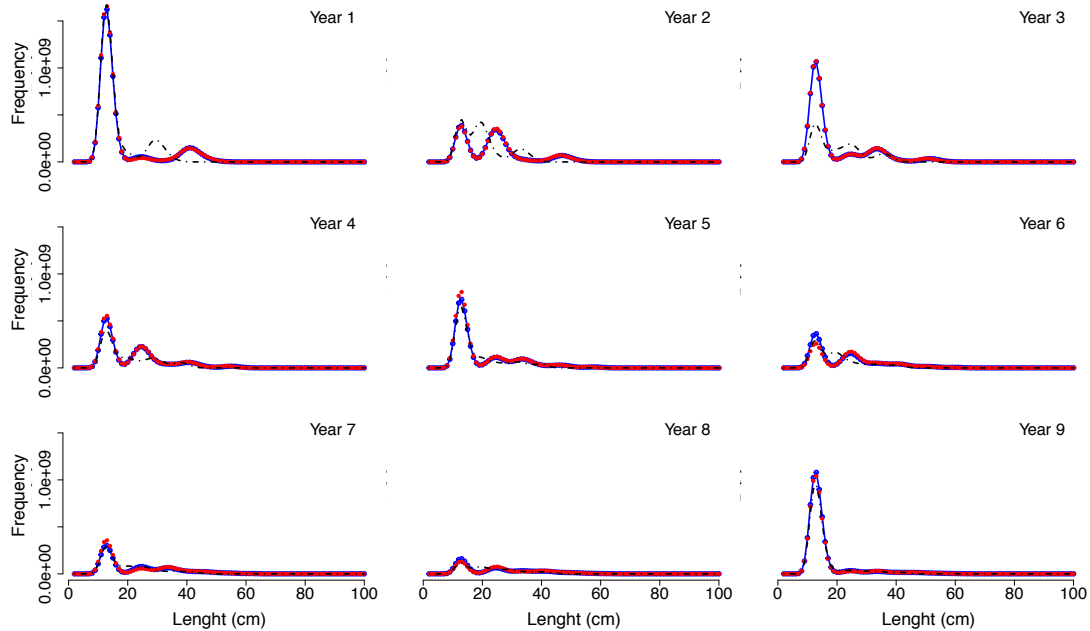 Year 1
Year 2
Year 3
Frequency
0.0e+00
1.0e+09
Year 4
Year 5
Year 6
Frequency
0.0e+00
1.0e+09
Year 7
Year 8
Year 9
Frequency
0.0e+00
1.0e+09
0 20 40 60 80 100
0 20 40 60 80 100
0 20 40 60 80 100
Lenght (cm)
Lenght (cm)
Lenght (cm)